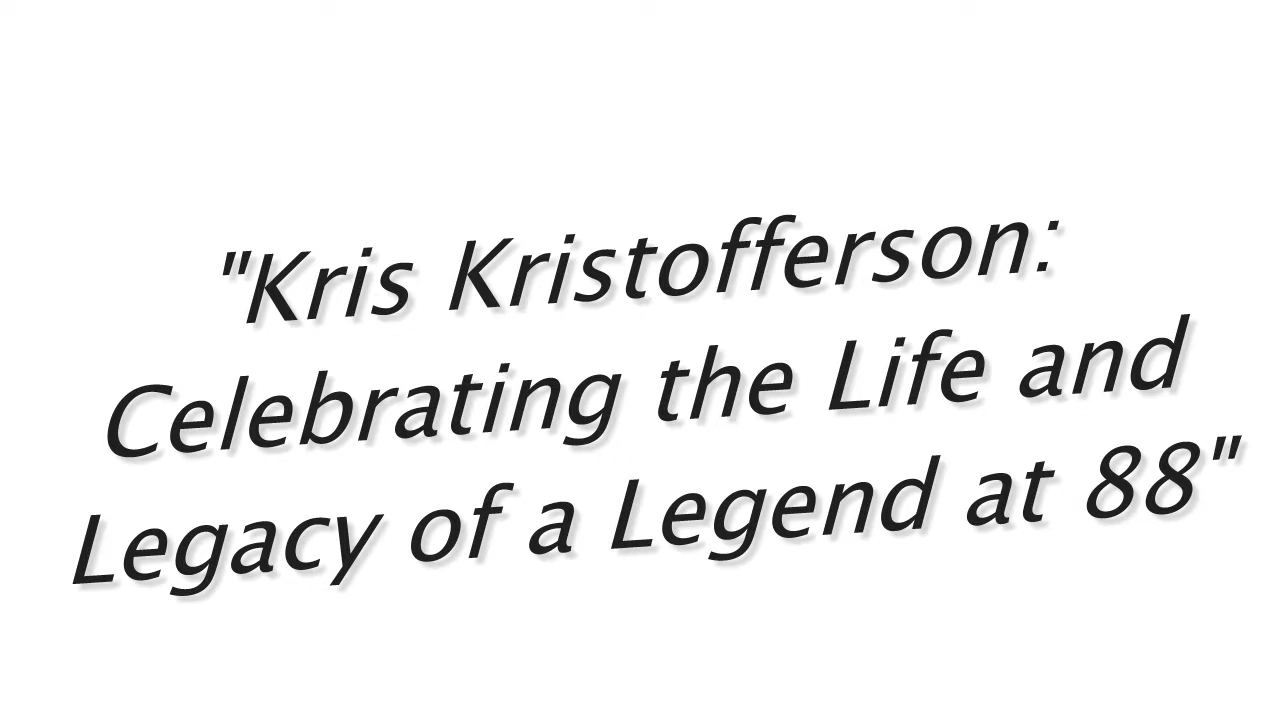 "Kris Kristofferson:
Celebrating the Life and
Legacy of a Legend at 88"